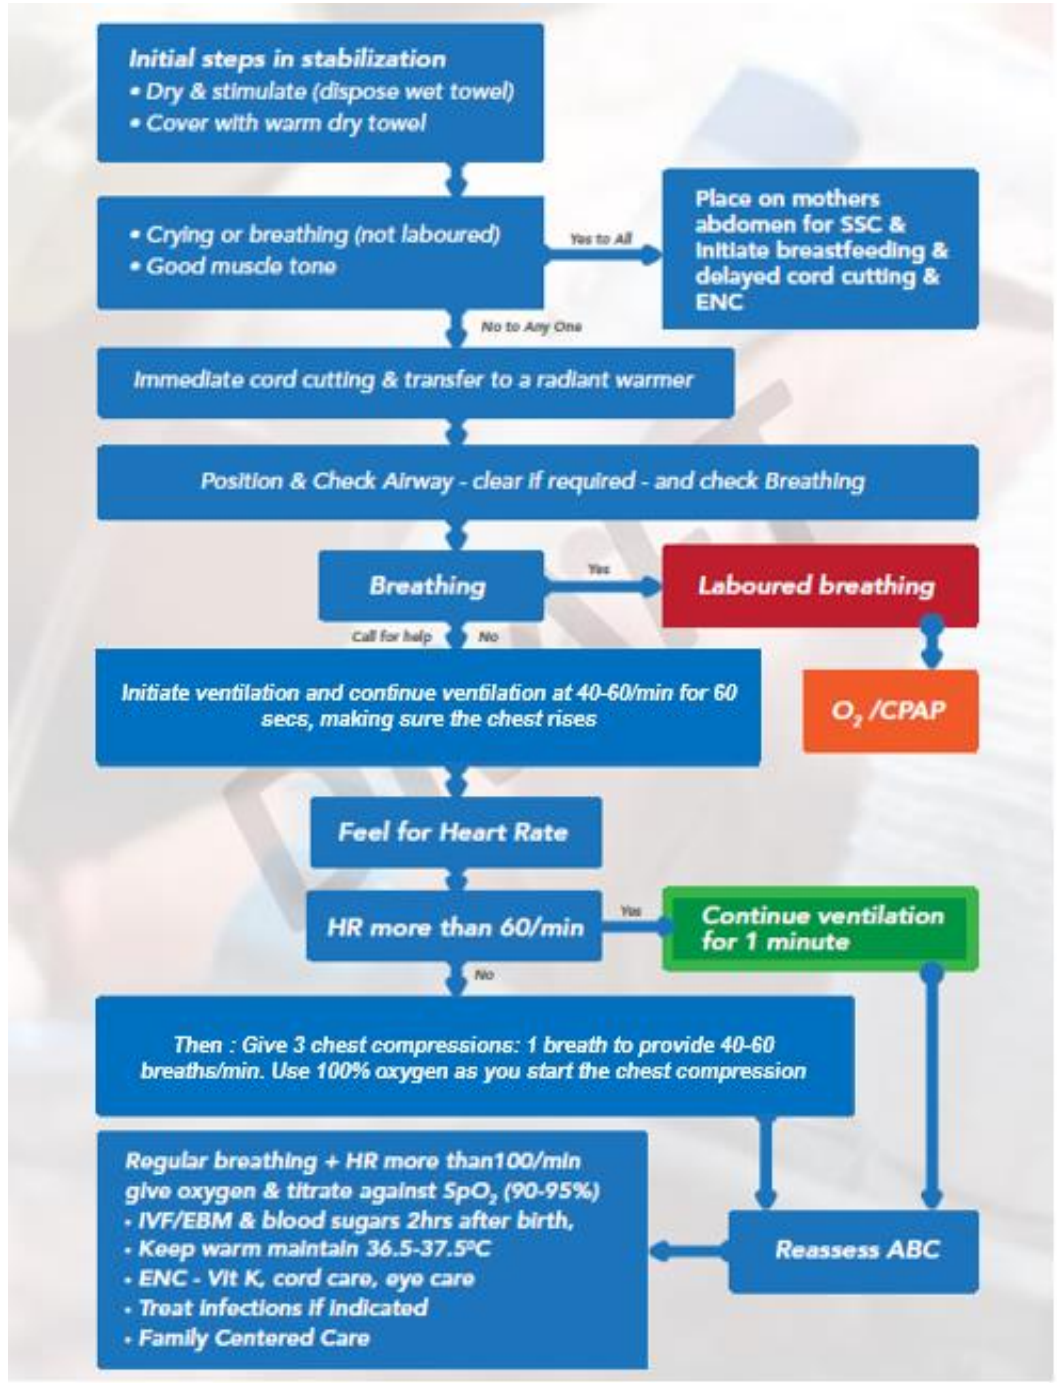 Initial steps in stabilization
• Dry & stimulate (dispose wet towel)
• Cover with warm dry towel
• Crying or breathing (not laboured)
• Good muscle tone
Yes to All
Place on mothers
abdomen for SSC &
Initiate breastfeeding &
delayed cord cutting &
ENC
No to Any One
Immediate cord cutting & transfer to a radiant warmer
Position & Check Airway - clear if required - and check Breathing
Breathing
Yes
Laboured breathing
Call for help
No
O₂ /CPAP
Initiate ventilation and continue ventilation at 40-60/min for 60
secs, making sure the chest rises
Feel for Heart Rate
HR more than 60/min
Yes
Continue ventilation
for 1 minute
No
Then : Give 3 chest compressions: 1 breath to provide 40-60
breaths/min. Use 100% oxygen as you start the chest compression
Regular breathing + HR more than100/min
give oxygen & titrate against SpO₂ (90-95%)
• IVF/EBM & blood sugars 2hrs after birth,
• Keep warm maintain 36.5-37.5ºC
• ENC - Vit K, cord care, eye care
• Treat infections if indicated
• Family Centered Care
Reassess ABC
DRAFT